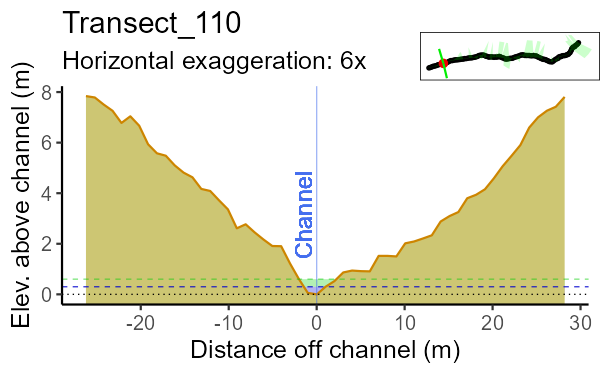 Transect_110
Horizontal exaggeration: 6x
Elev. above channel (m)
8
6
4
2
0
Channel
-20
-10
0
10
20
30
Distance off channel (m)